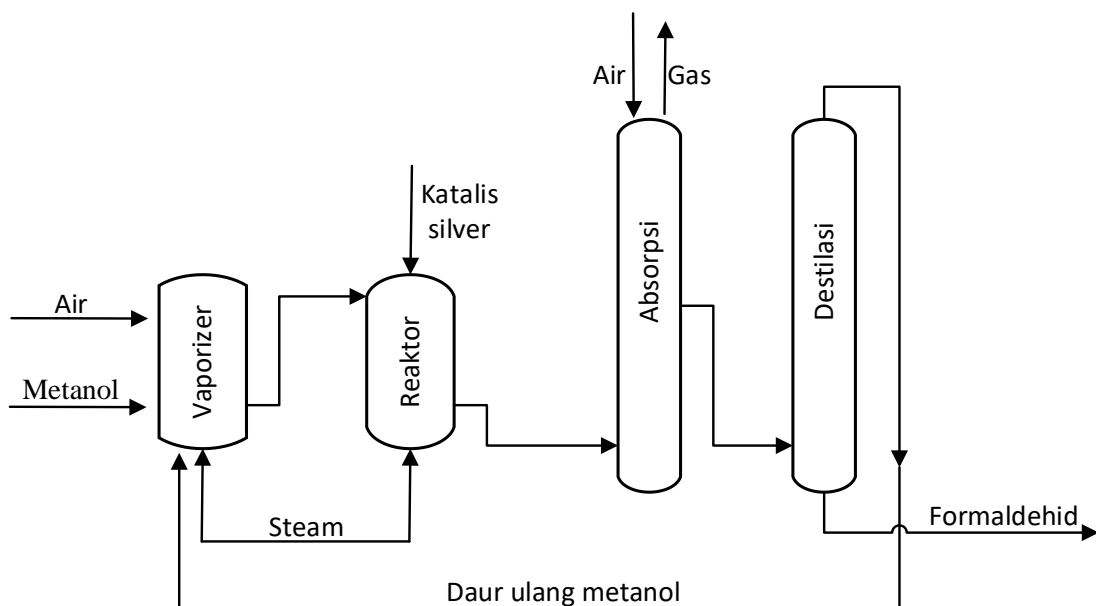 Air
Gas
Katalis
silver
Air
Metanol
Vaporizer
Reaktor
Absorpsi
Destilasi
Steam
Formaldehid
Daur ulang metanol